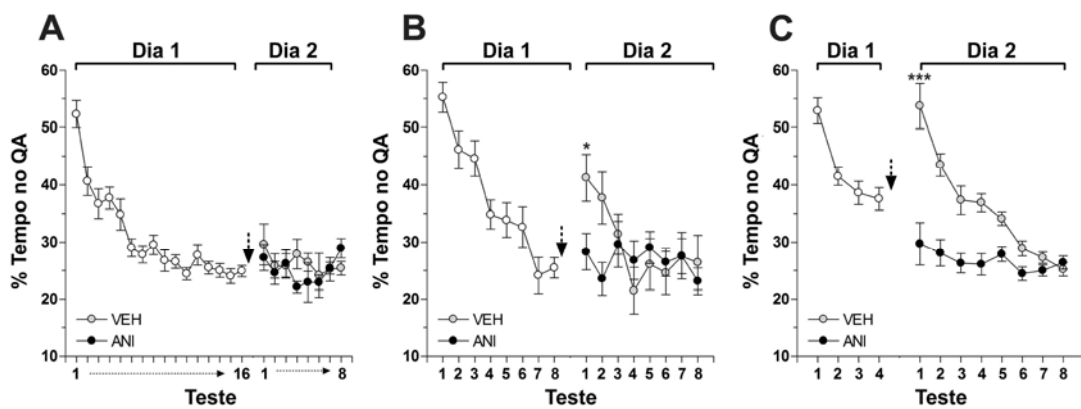 A
Dia 1 Dia 2
% Tempo no QA
60
50
40
30
20
10
VEH
ANI
1 16 1 8
Teste
B
Dia 1 Dia 2
% Tempo no QA
60
50
40
30
20
10
*
VEH
ANI
1 2 3 4 5 6 7 8 1 2 3 4 5 6 7 8
Teste
C
Dia 1 Dia 2
% Tempo no QA
60
50
40
30
20
10
***
VEH
ANI
1 2 3 4 1 2 3 4 5 6 7 8
Teste